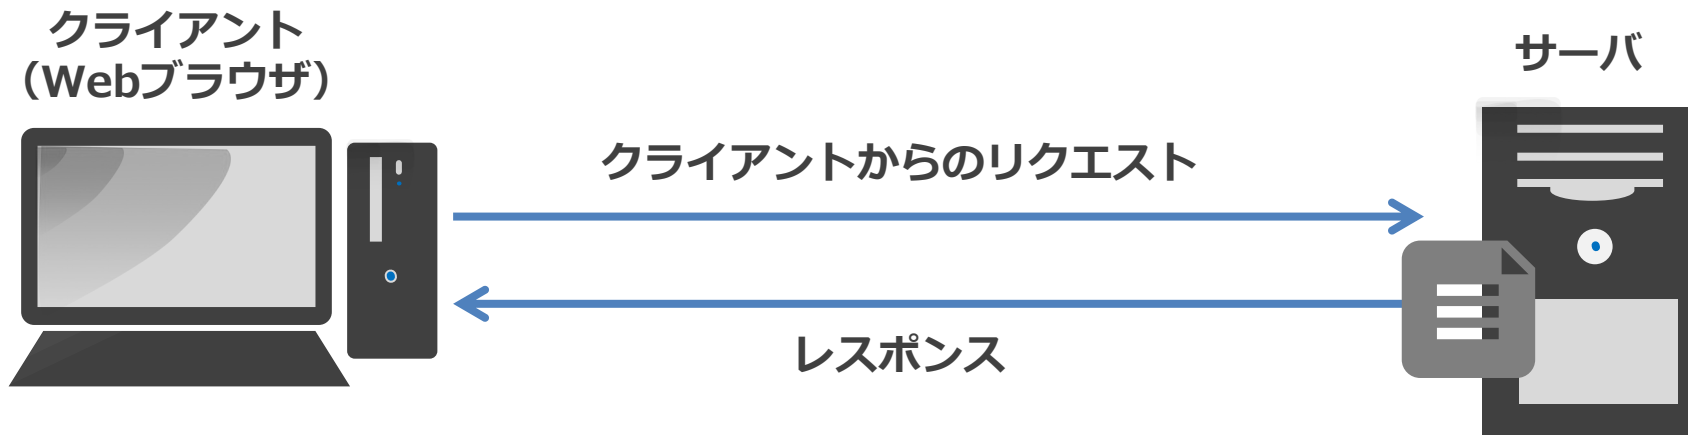 クライアント
（Webブラウザ）
サーバ
クライアントからのリクエスト
レスポンス